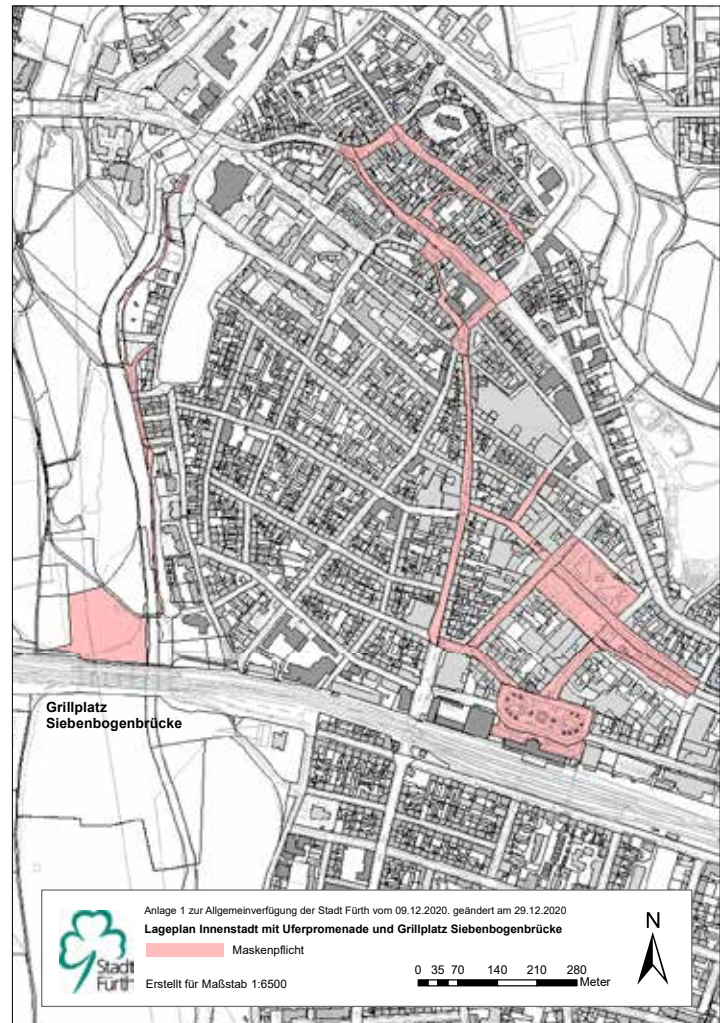 Grillplatz
Siebenbogenbrücke
Anlage 1 zur Allgemeinverfügung der Stadt Fürth vom 09.12.2020. geändert am 29.12.2020
Lageplan Innenstadt mit Uferpromenade und Grillplatz Siebenbogenbrücke
Maskenpflicht
Erstellt für Maßstab 1:6500
Stadt
Fürth
0 35 70 140 210 280
Meter
N